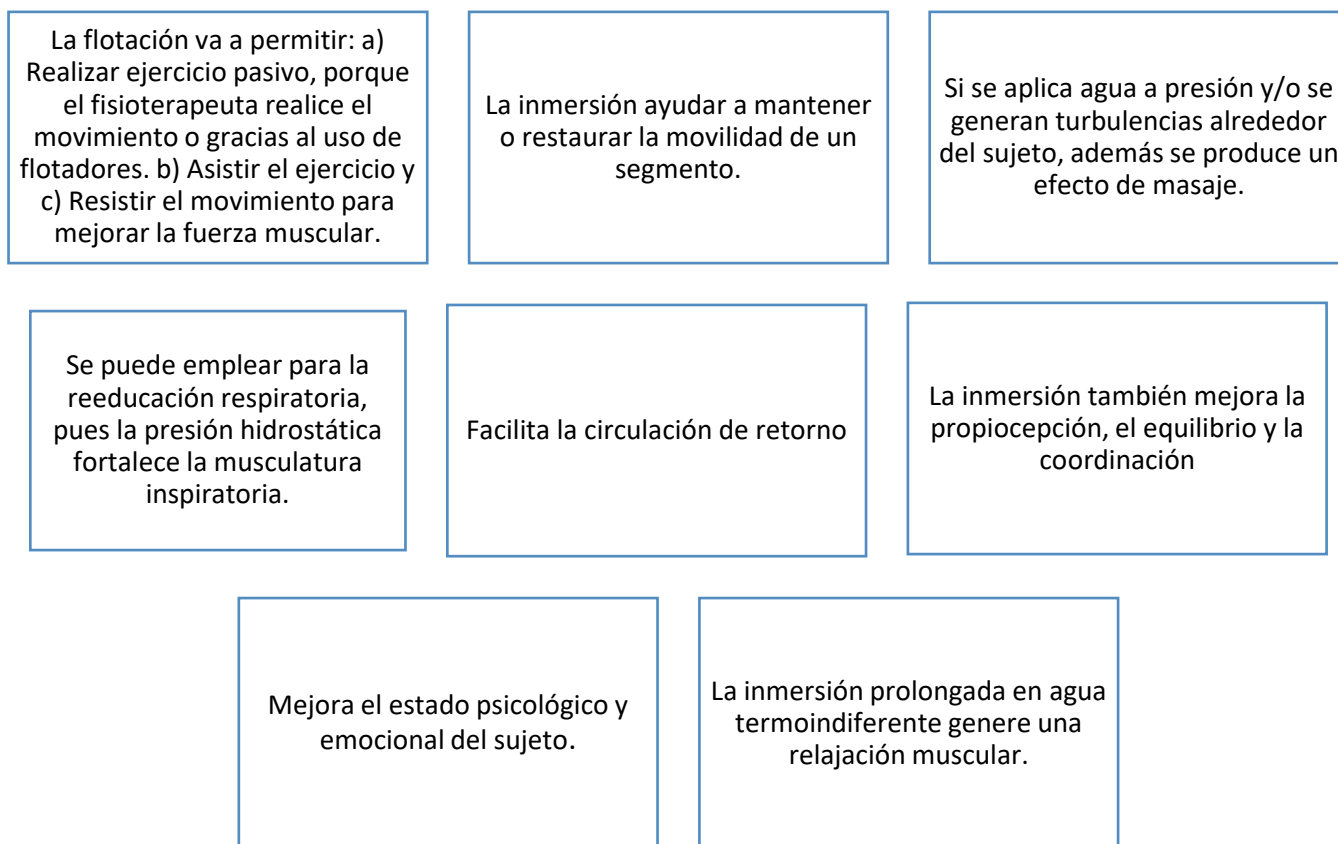 La flotación va a permitir: a)
Realizar ejercicio pasivo, porque
el fisioterapeuta realice el
movimiento o gracias al uso de
flotadores. b) Asistir el ejercicio y
c) Resistir el movimiento para
mejorar la fuerza muscular.
La inmersión ayudar a mantener
o restaurar la movilidad de un
segmento.
Si se aplica agua a presión y/o se
generan turbulencias alrededor
del sujeto, además se produce un
efecto de masaje.
Se puede emplear para la
reeducación respiratoria,
pues la presión hidrostática
fortalece la musculatura
inspiratoria.
Facilita la circulación de retorno
La inmersión también mejora la
propiocepción, el equilibrio y la
coordinación
Mejora el estado psicológico y
emocional del sujeto.
La inmersión prolongada en agua
termoindiferente genere una
relajación muscular.